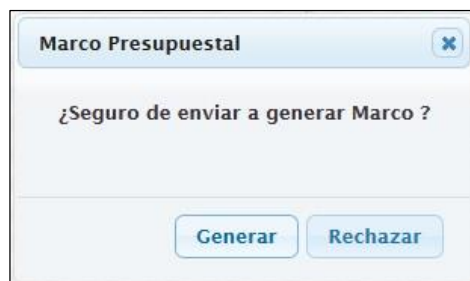 Marco Presupuestal
¿Seguro de enviar a generar Marco ?
Generar Rechazar